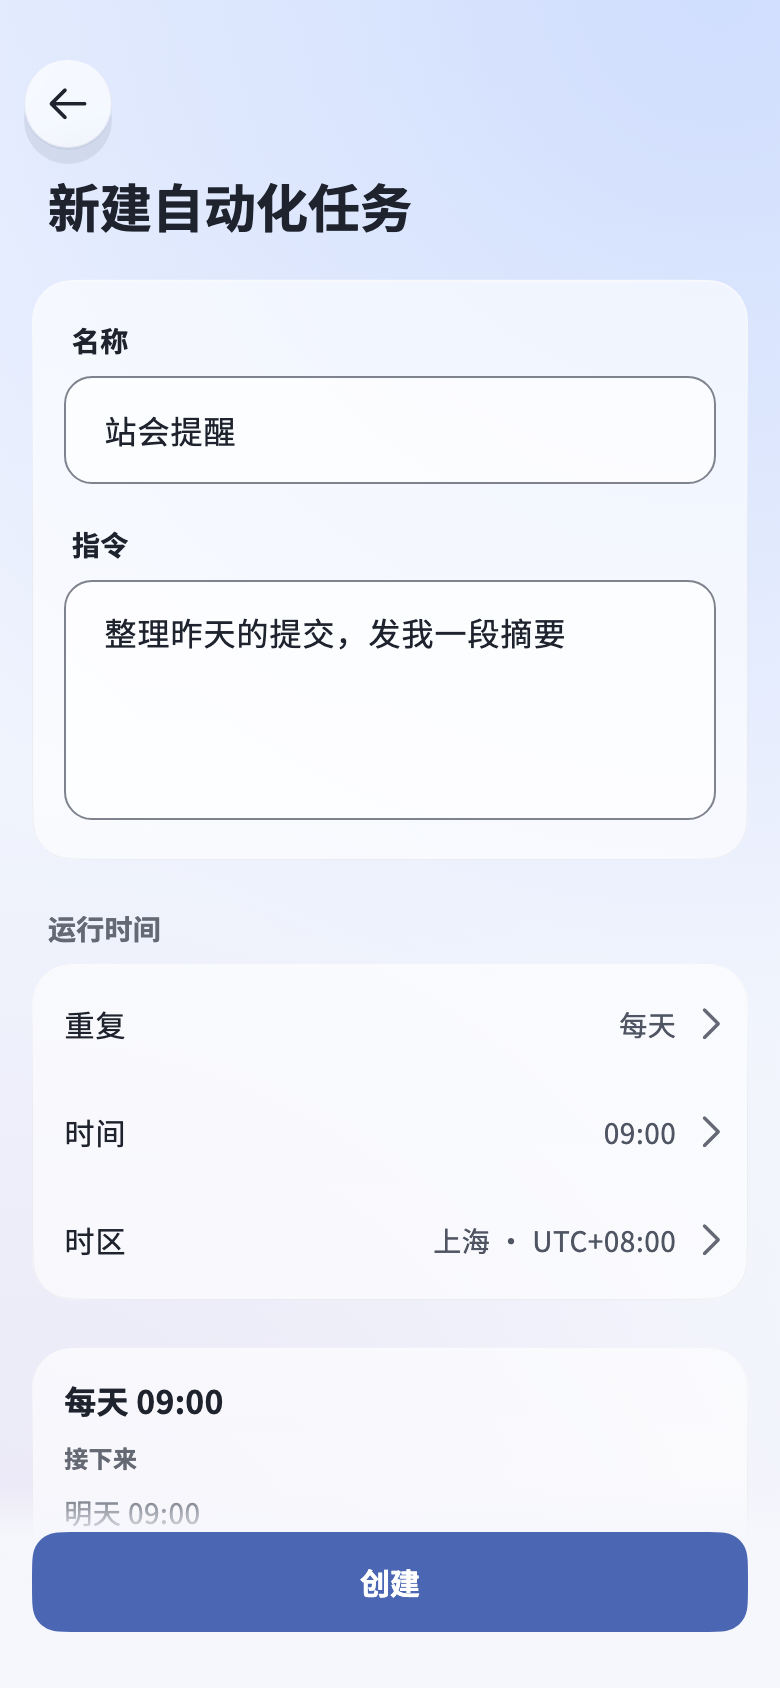 新建自动化任务
名称
站会提醒
指令
整理昨天的提交，发我一段摘要
运行时间
重复 每天
时间 09:00
时区 上海 · UTC+08:00
每天 09:00
接下来
明天 09:00
创建